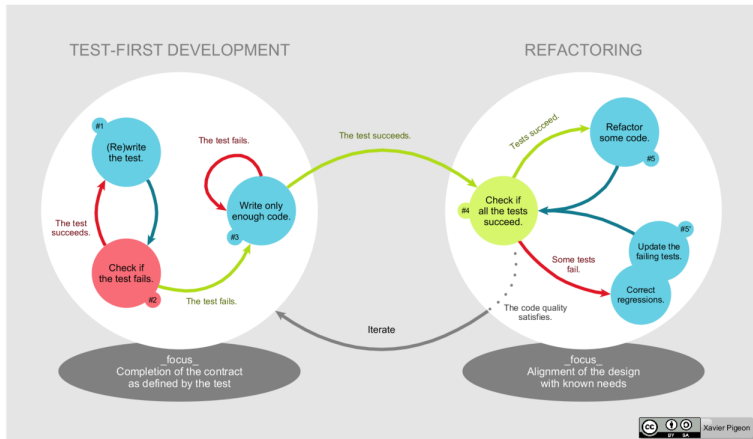 TEST-FIRST DEVELOPMENT
REFACTORING
#1
(Re)write
the test.
The test
succeeds.
Check if
the test fails.
#2
The test fails.
The test fails.
Write only
enough code.
#3
The test succeeds.
#4
Check if
all the tests
succeed.
Tests succeed.
Refactor
some code.
#5
#5'
Update the
failing tests.
Some tests
fail.
Correct
regressions.
The code quality
satisfies.
Iterate
_focus_
Completion of the contract
as defined by the test
_focus_
Alignment of the design
with known needs
cc
BY SA
Xavier Pigeon